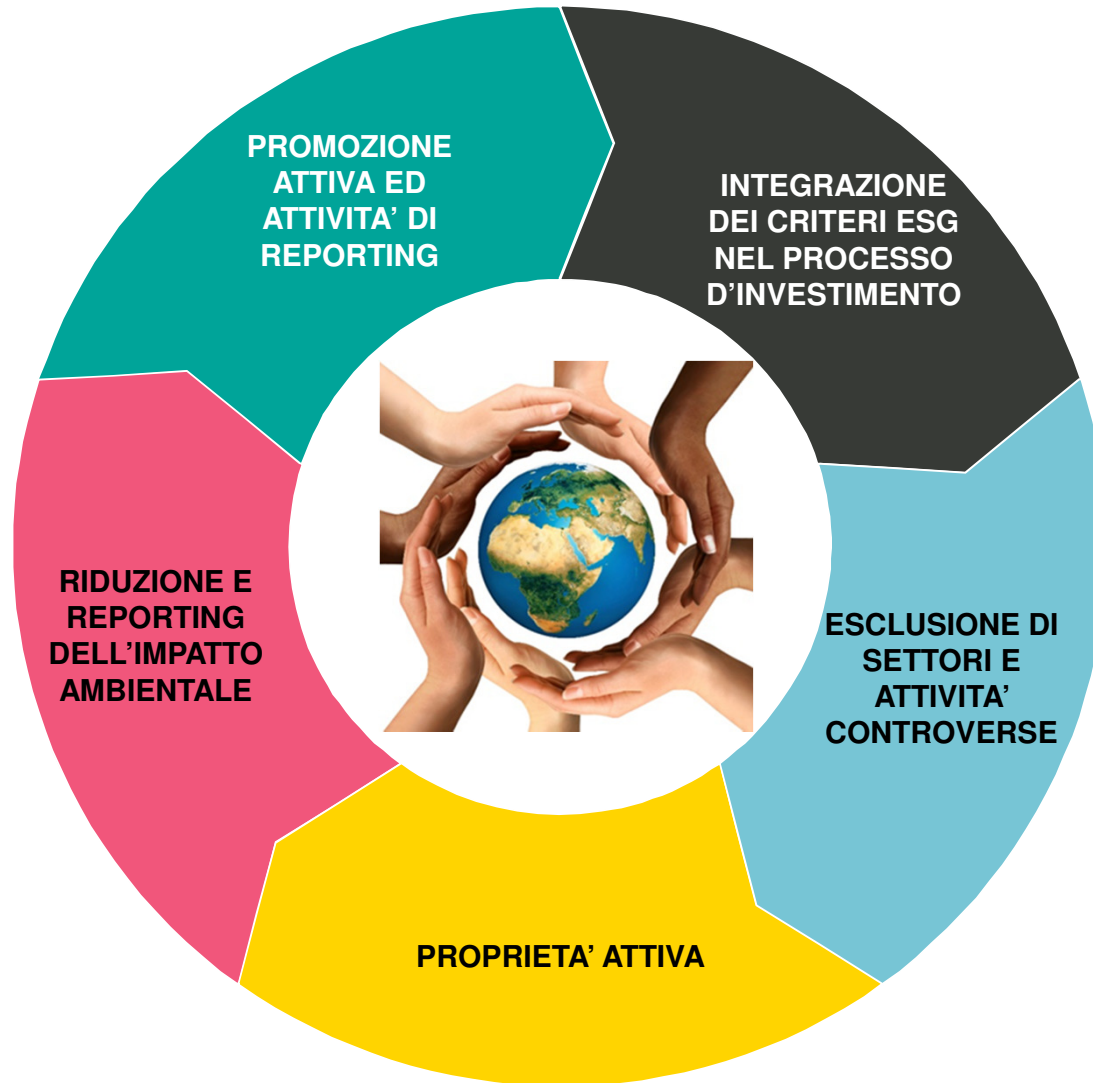 PROMOZIONE
ATTIVA ED
ATTIVITA’ DI
REPORTING
INTEGRAZIONE
DEI CRITERI ESG
NEL PROCESSO
D’INVESTIMENTO
ESCLUSIONE DI
SETTORI E
ATTIVITA’
CONTROVERSE
PROPRIETA’ ATTIVA
RIDUZIONE E
REPORTING
DELL’IMPATTO
AMBIENTALE